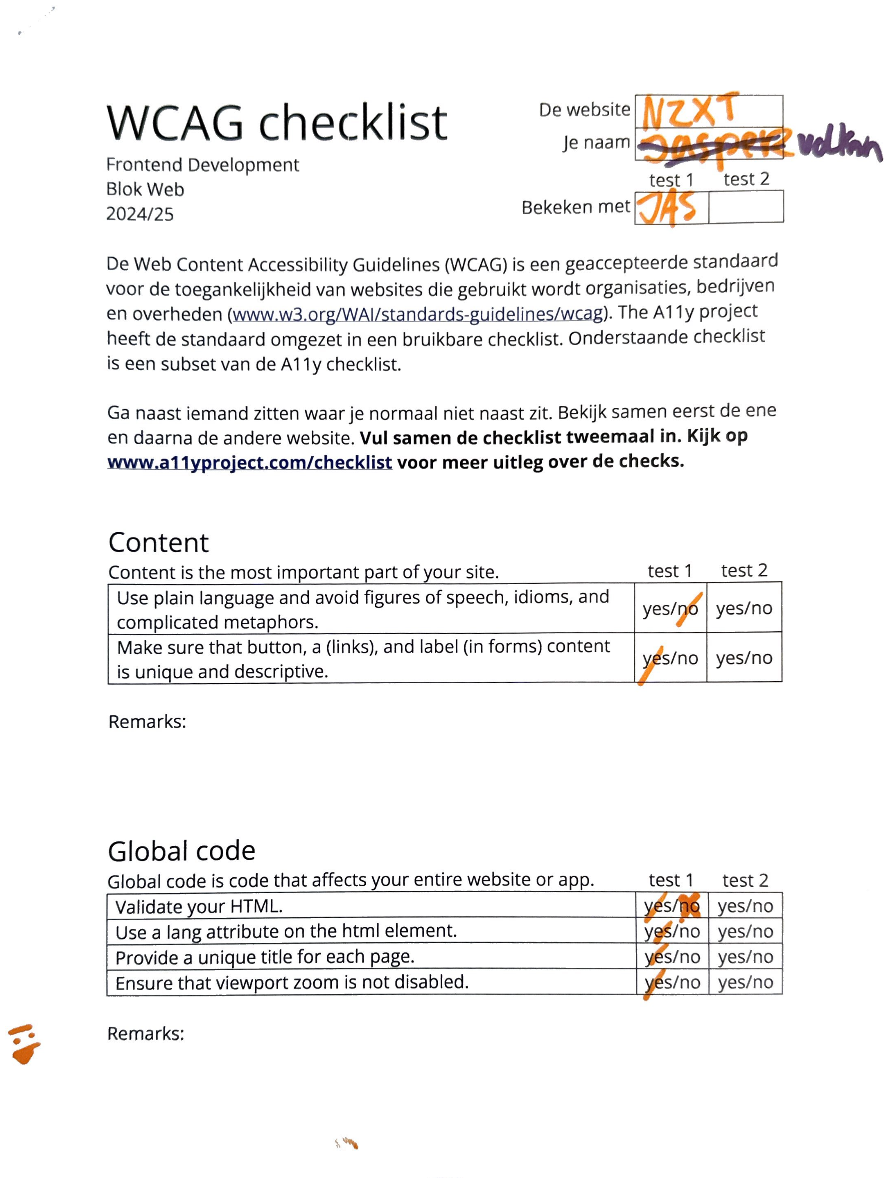 WCAG checklist
Frontend Development
Blok Web
2024/25
De website NZXT
Je naam Jasper
test 1 test 2
Bekeken met JAS
De Web Content Accessibility Guidelines (WCAG) is een geaccepteerde standaard
voor de toegankelijkheid van websites die gebruikt wordt organisaties, bedrijven
en overheden (www.w3.org/WAI/standards-guidelines/wcag). The A11y project
heeft de standaard omgezet in een bruikbare checklist. Onderstaande checklist
is een subset van de A11y checklist.
Ga naast iemand zitten waar je normaal niet naast zit. Bekijk samen eerst de ene
en daarna de andere website. Vul samen de checklist tweemaal in. Kijk op
www.a11yproject.com/checklist voor meer uitleg over de checks.
Content
Content is the most important part of your site. test 1 test 2
Use plain language and avoid figures of speech, idioms, and
complicated metaphors. yes/no yes/no
Make sure that button, a (links), and label (in forms) content
is unique and descriptive. yes/no yes/no
Remarks:
Global code
Global code is code that affects your entire website or app. test 1 test 2
Validate your HTML. yes/no yes/no
Use a lang attribute on the html element. yes/no yes/no
Provide a unique title for each page. yes/no yes/no
Ensure that viewport zoom is not disabled. yes/no yes/no
Remarks: